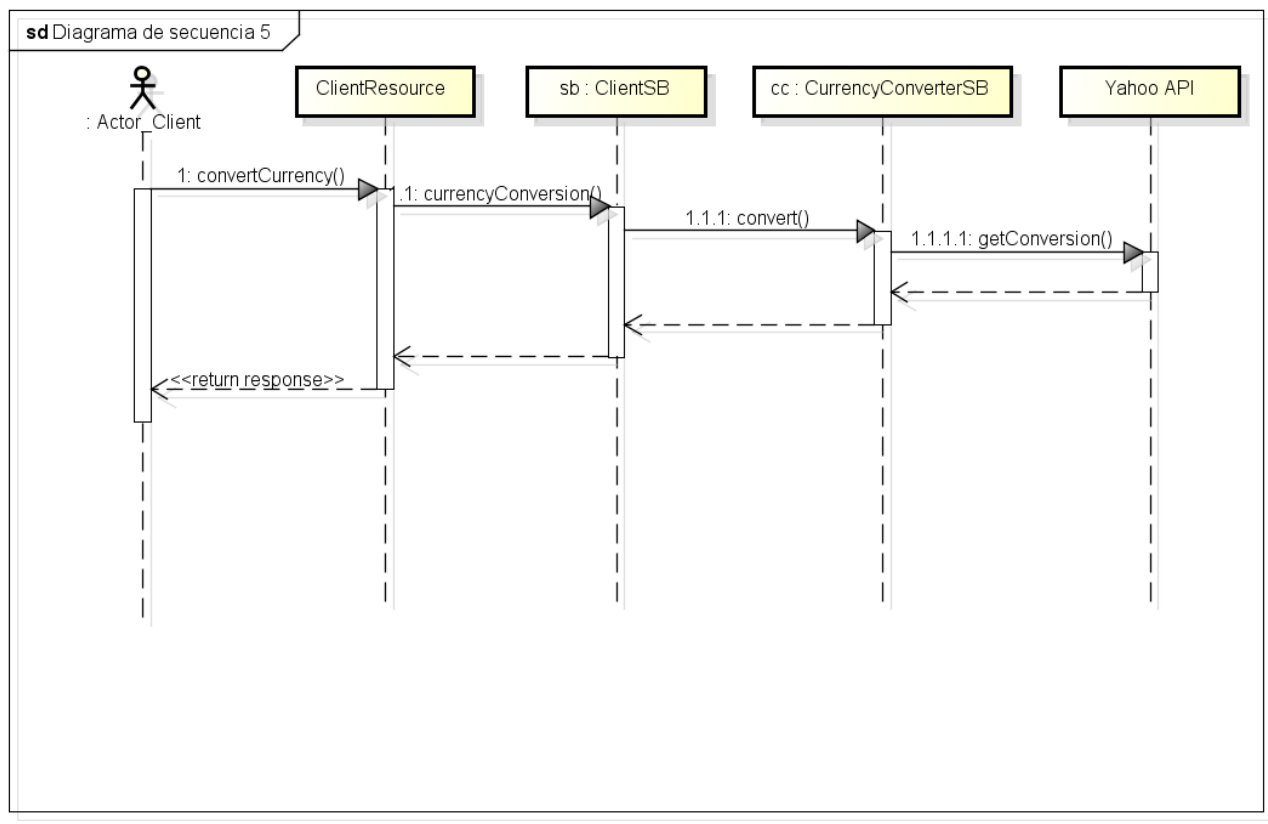 sd Diagrama de secuencia 5
: Actor_Client
ClientResource
sb : ClientSB
cc : CurrencyConverterSB
Yahoo API
1: convertCurrency()
.1: currencyConversion()
1.1.1: convert()
1.1.1.1: getConversion()
<<return response>>